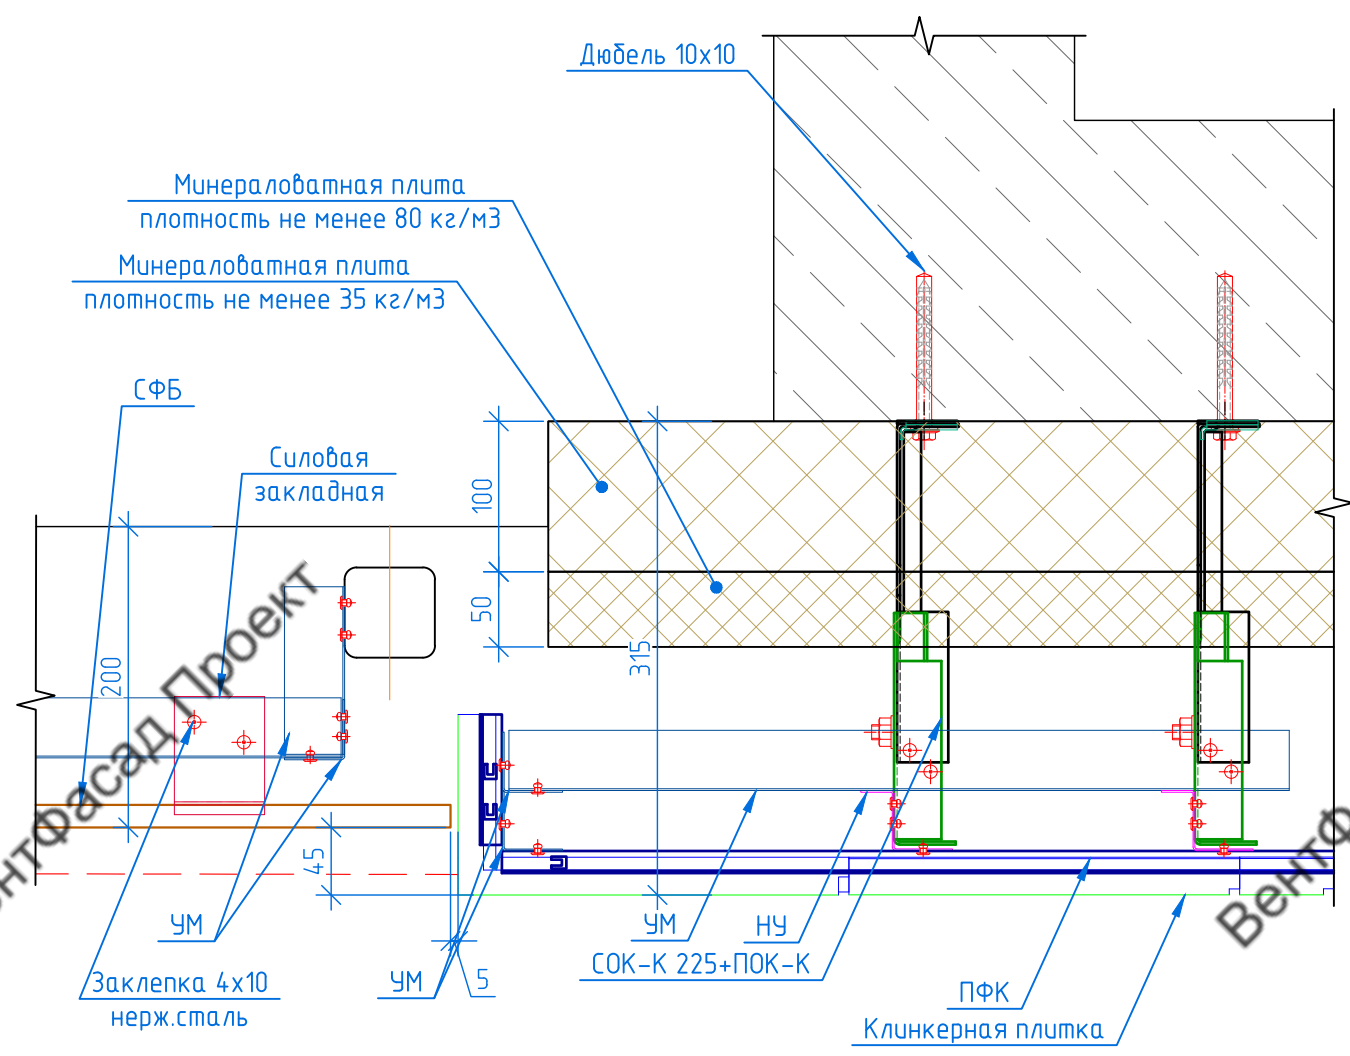 Дюбель 10х10
Минераловатная плита
плотность не менее 80 кг/м3
Минераловатная плита
плотность не менее 35 кг/м3
СФБ
Силовая
закладная
100
50
315
200
45
5
УМ
Заклепка 4х10
нерж.сталь
УМ
УМ
НУ
СОК-К 225+ПОК-К
ПФК
Клинкерная плитка
нтФасад Проект
ВентФ